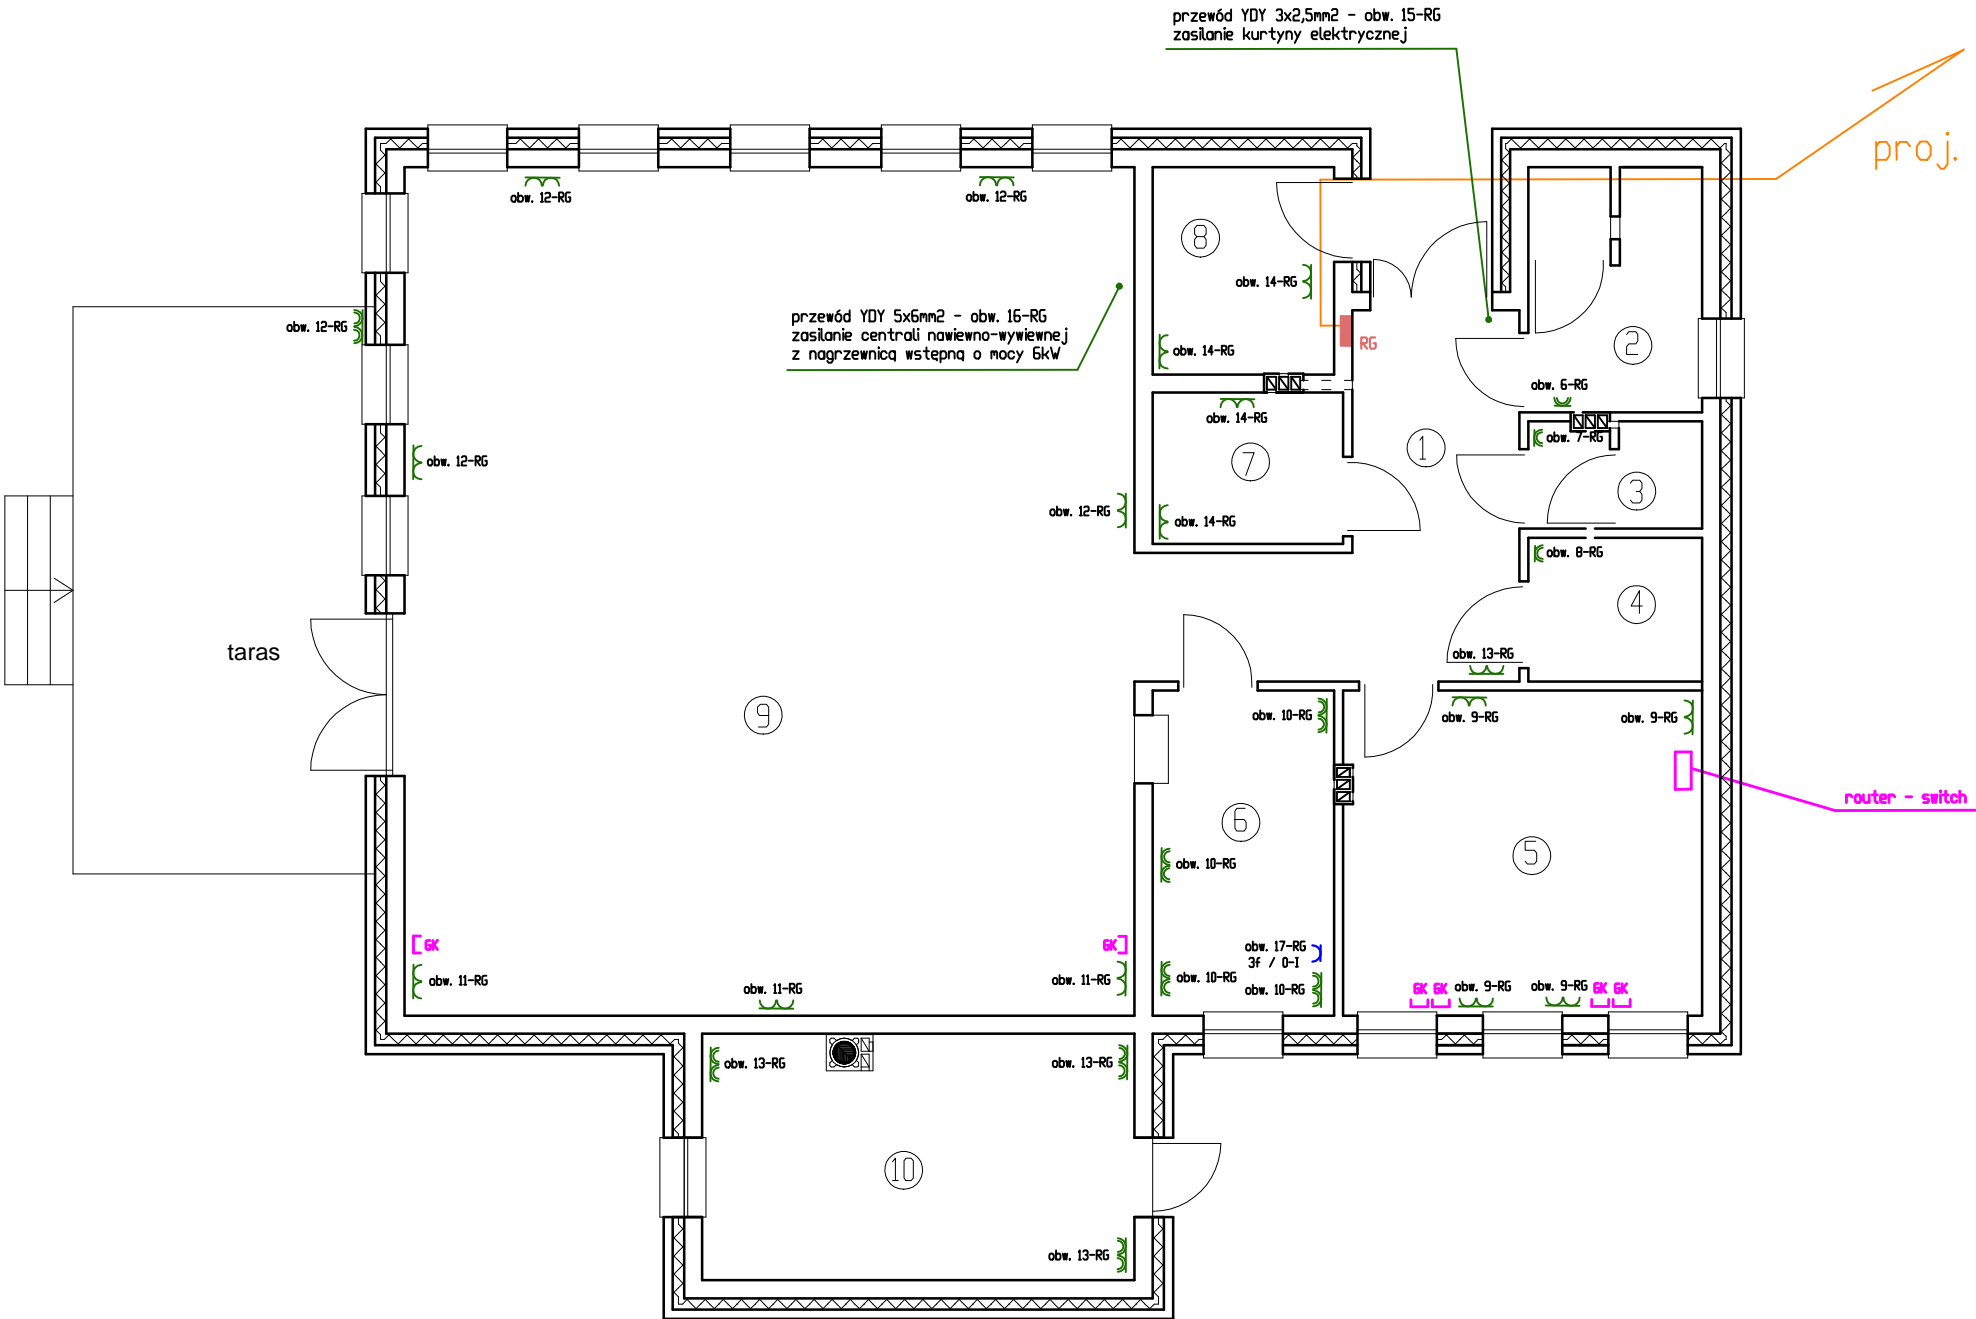 przewód YDY 3x2,5mm2 - obw. 15-RG
zasilanie kurtyny elektrycznej
proj.
obw. 12-RG
obw. 12-RG
8
obw. 14-RG
obw. 12-RG
przewód YDY 5x6mm2 - obw. 16-RG
zasilanie centrali nawiewno-wywiewnej
z nagrzewnicą wstępną o mocy 6kW
RG
2
obw. 14-RG
obw. 6-RG
obw. 14-RG
obw. 7-RG
1
7
obw. 12-RG
3
obw. 12-RG
obw. 14-RG
obw. 8-RG
4
taras
obw. 13-RG
9
obw. 10-RG
obw. 9-RG
obw. 9-RG
router - switch
6
5
obw. 10-RG
GK
GK
obw. 17-RG
3f / 0-I
obw. 11-RG
obw. 11-RG
obw. 10-RG
obw. 11-RG
obw. 10-RG
GK GK
obw. 9-RG
obw. 9-RG
GK GK
obw. 13-RG
obw. 13-RG
10
obw. 13-RG